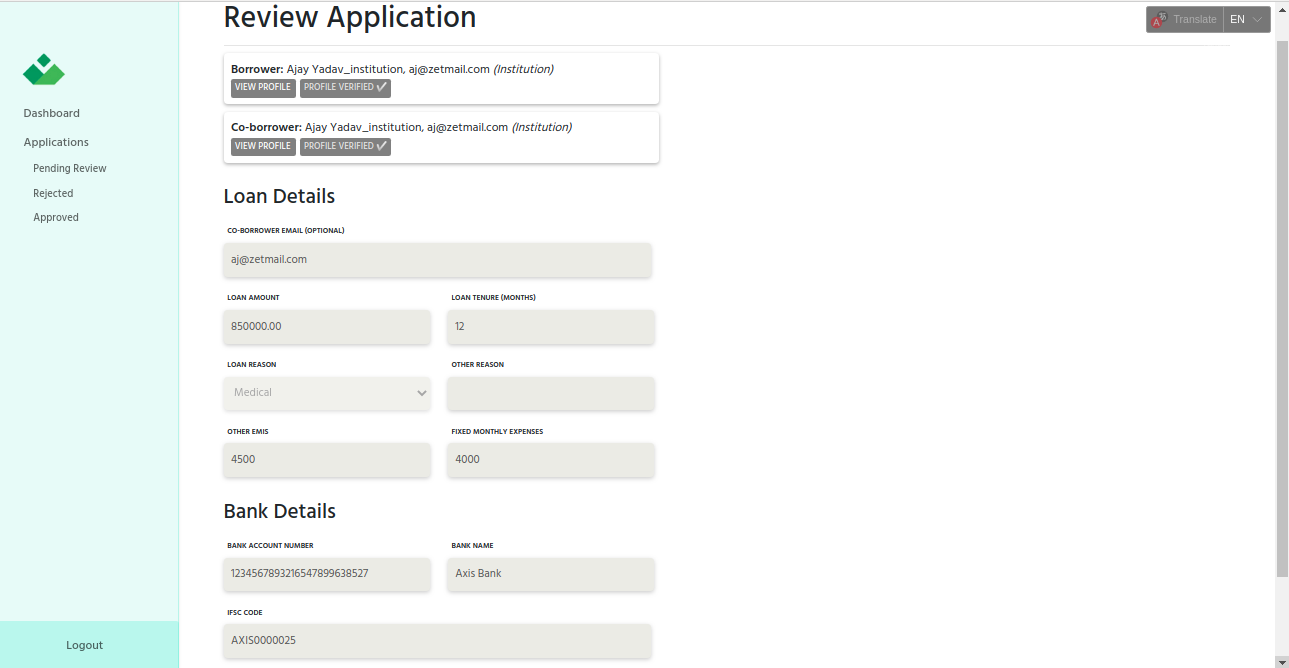 Review Application
Translate EN
Borrower: Ajay Yadav_institution, aj@zetmail.com (Institution)
VIEW PROFILE PROFILE VERIFIED ✓
Co-borrower: Ajay Yadav_institution, aj@zetmail.com (Institution)
VIEW PROFILE PROFILE VERIFIED ✓
Dashboard
Applications
Pending Review
Rejected
Approved
Loan Details
CO-BORROWER EMAIL (OPTIONAL)
aj@zetmail.com
LOAN AMOUNT LOAN TENURE (MONTHS)
850000.00 12
LOAN REASON OTHER REASON
Medical
OTHER EMIS FIXED MONTHLY EXPENSES
4500 4000
Bank Details
BANK ACCOUNT NUMBER BANK NAME
1234567893216547899638527 Axis Bank
IFSC CODE
AXIS0000025
Logout